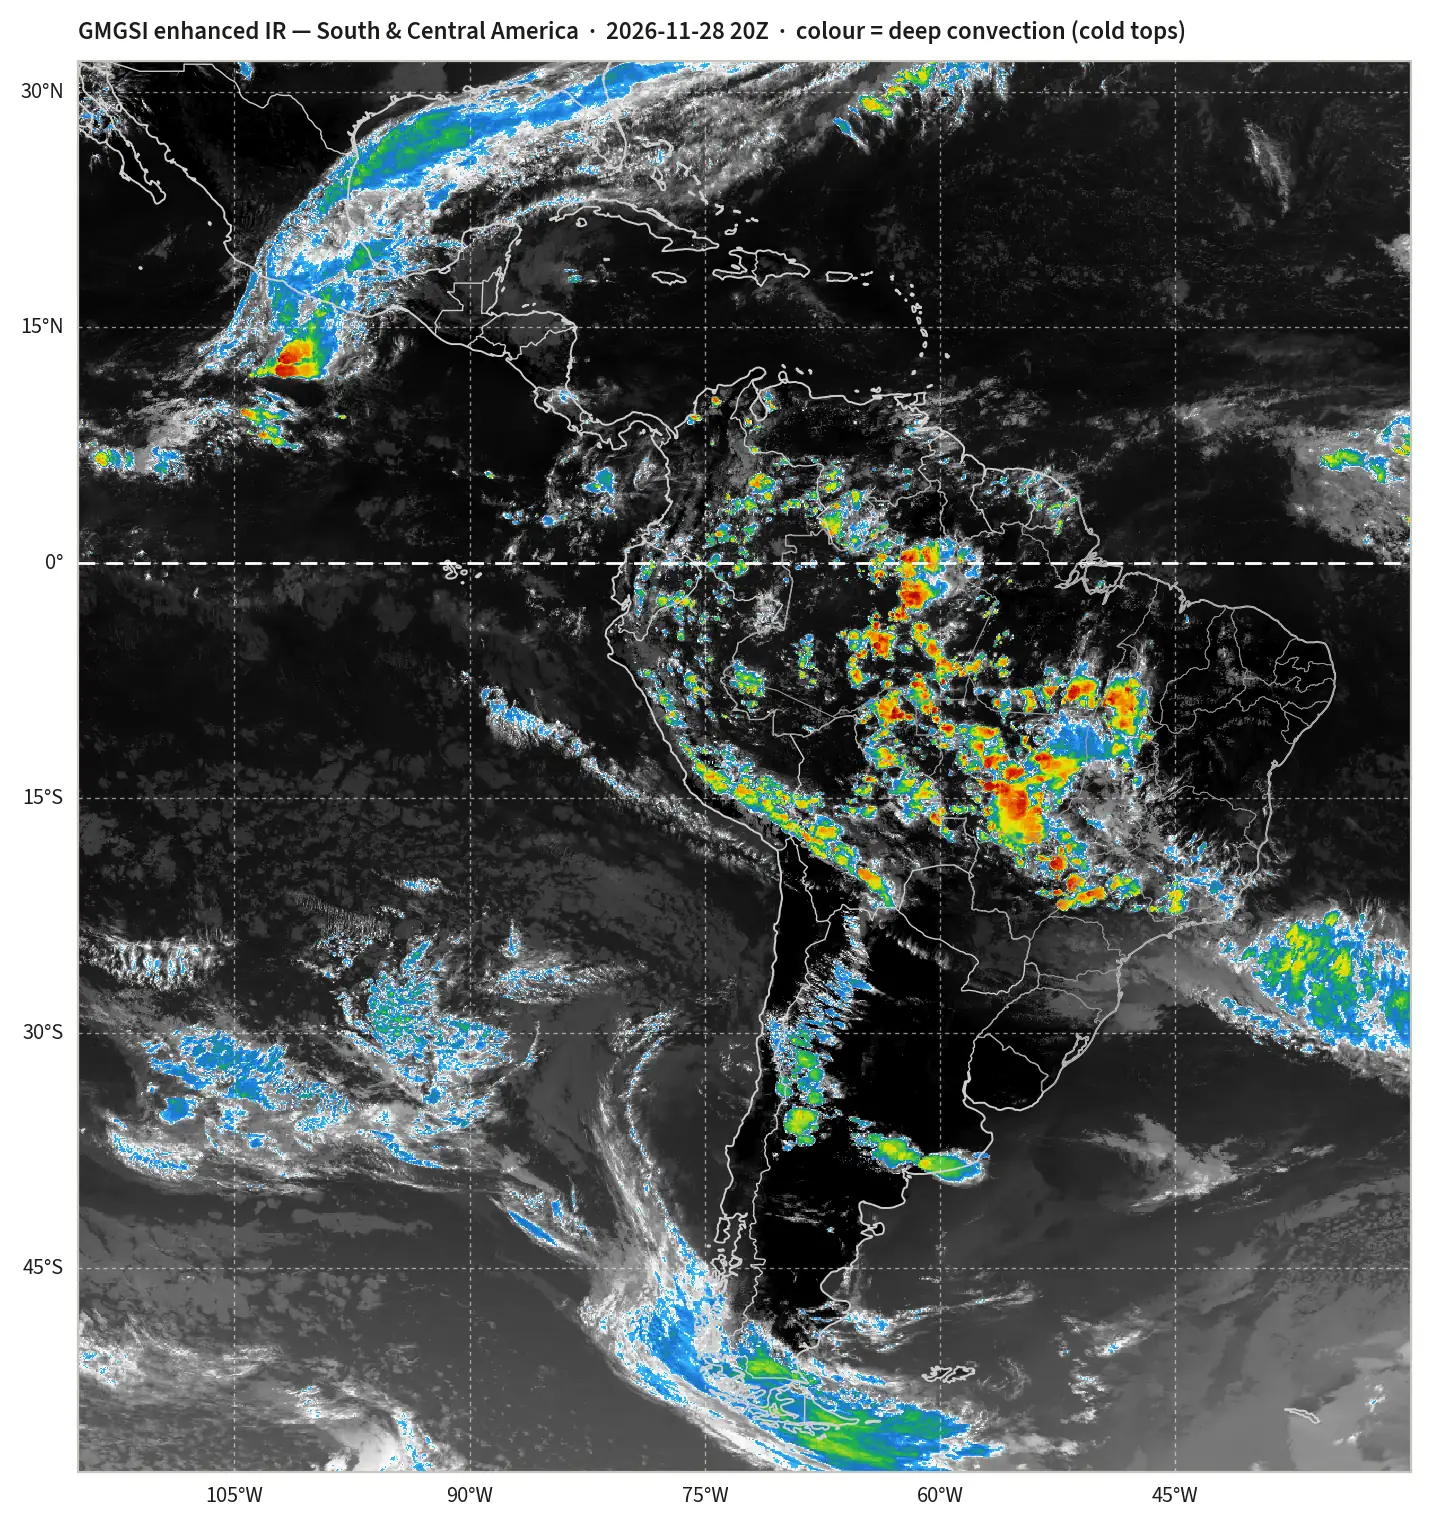 GMGSI enhanced IR — South & Central America · 2026-11-28 20Z · colour = deep convection (cold tops)
30°N
15°N
0°
15°S
30°S
45°S
105°W 90°W 75°W 60°W 45°W